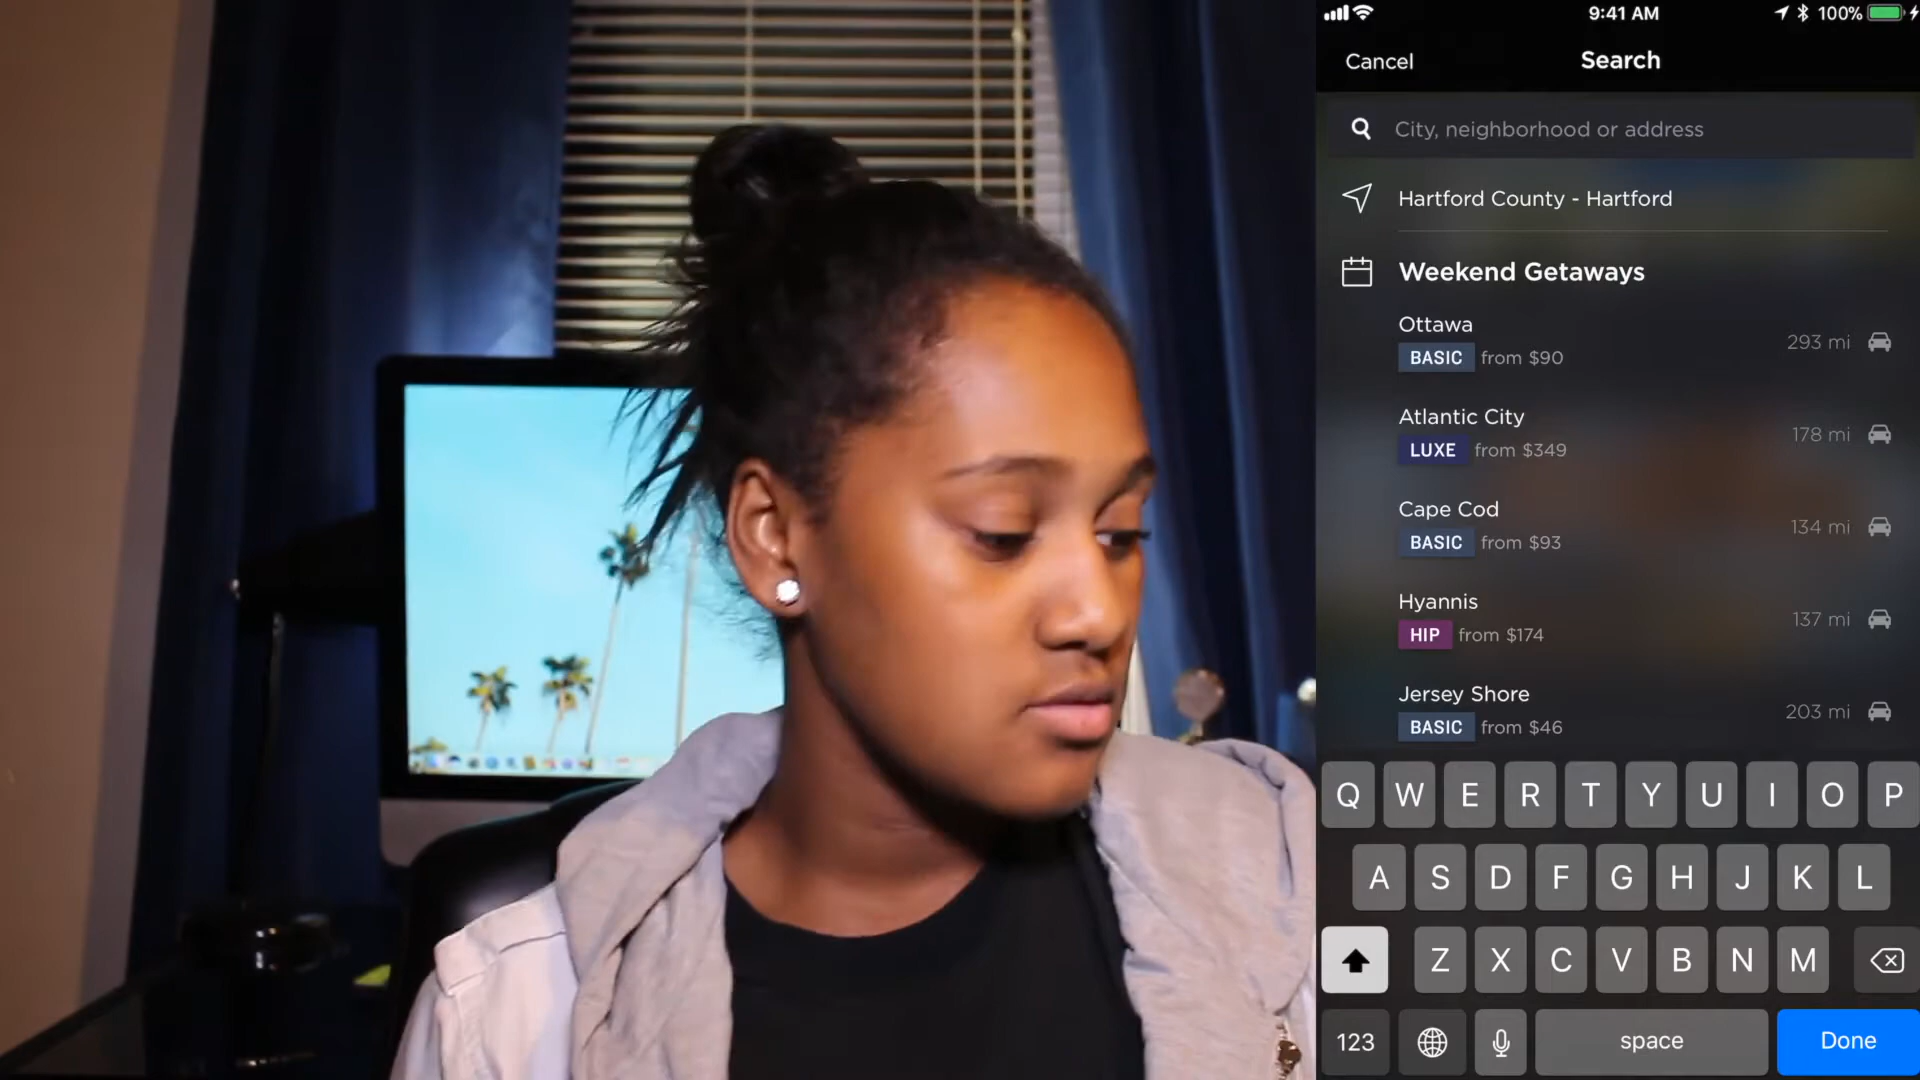 9:41 AM
100%
Cancel
Search
City, neighborhood or address
Hartford County - Hartford
Weekend Getaways
Ottawa
BASIC from $90
293 mi
Atlantic City
LUXE from $349
178 mi
Cape Cod
BASIC from $93
134 mi
Hyannis
HIP from $174
137 mi
Jersey Shore
BASIC from $46
203 mi
Q W E R T Y U I O P
A S D F G H J K L
Z X C V B N M
123
space
Done